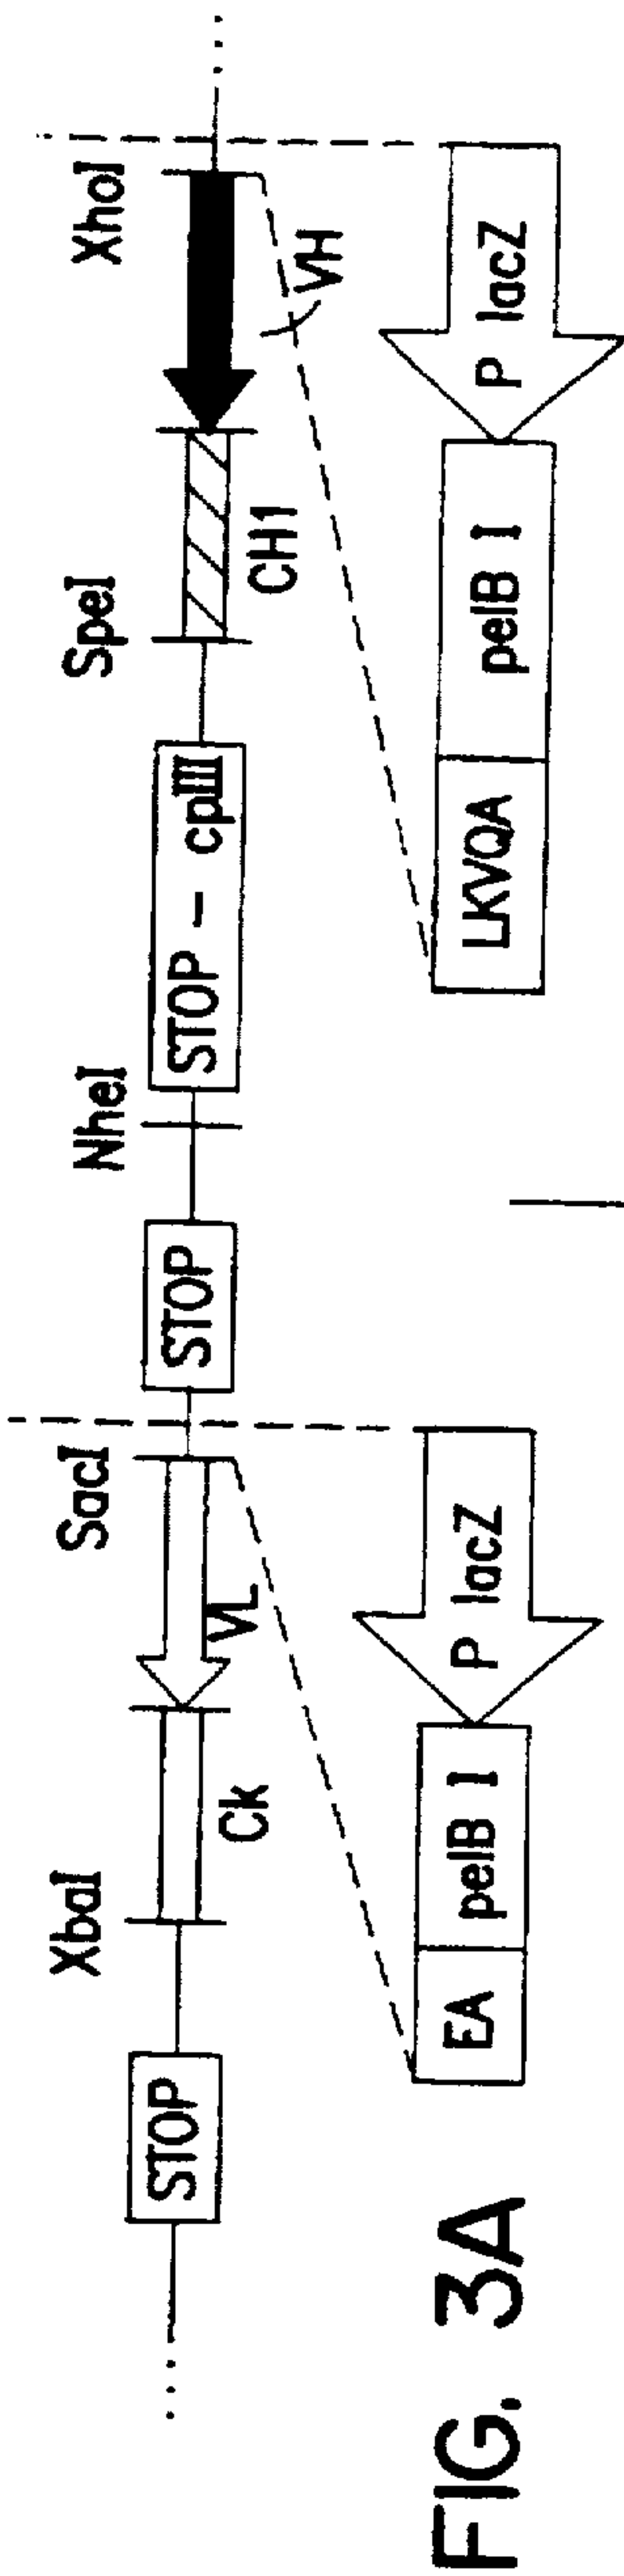 XbaI SacI NheI SpeI XhoI
STOP Ck VL STOP STOP – cpIII CH1 VH
EA pelB I P lacZ LKVQA pelB I P lacZ
FIG. 3A